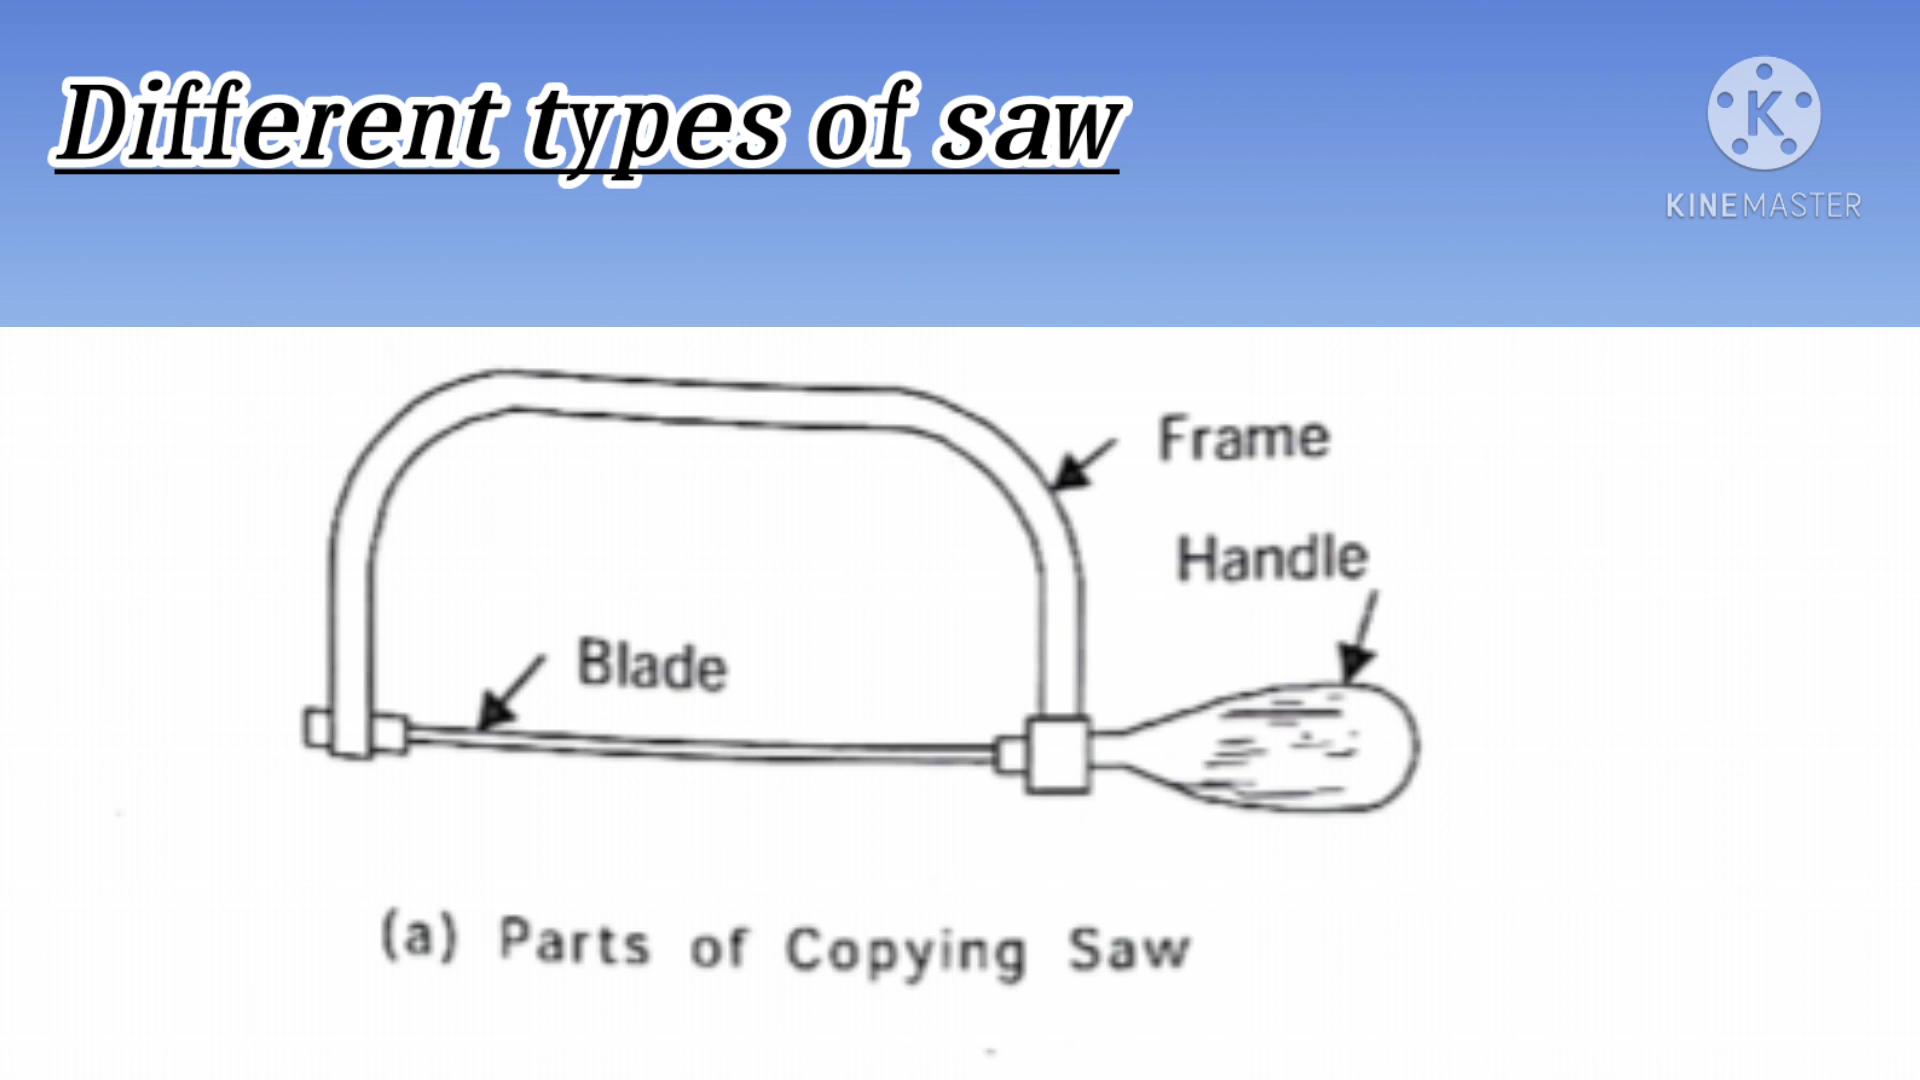 Different types of saw
K
KINEMASTER
Frame
Handle
Blade
(a) Parts of Copying Saw